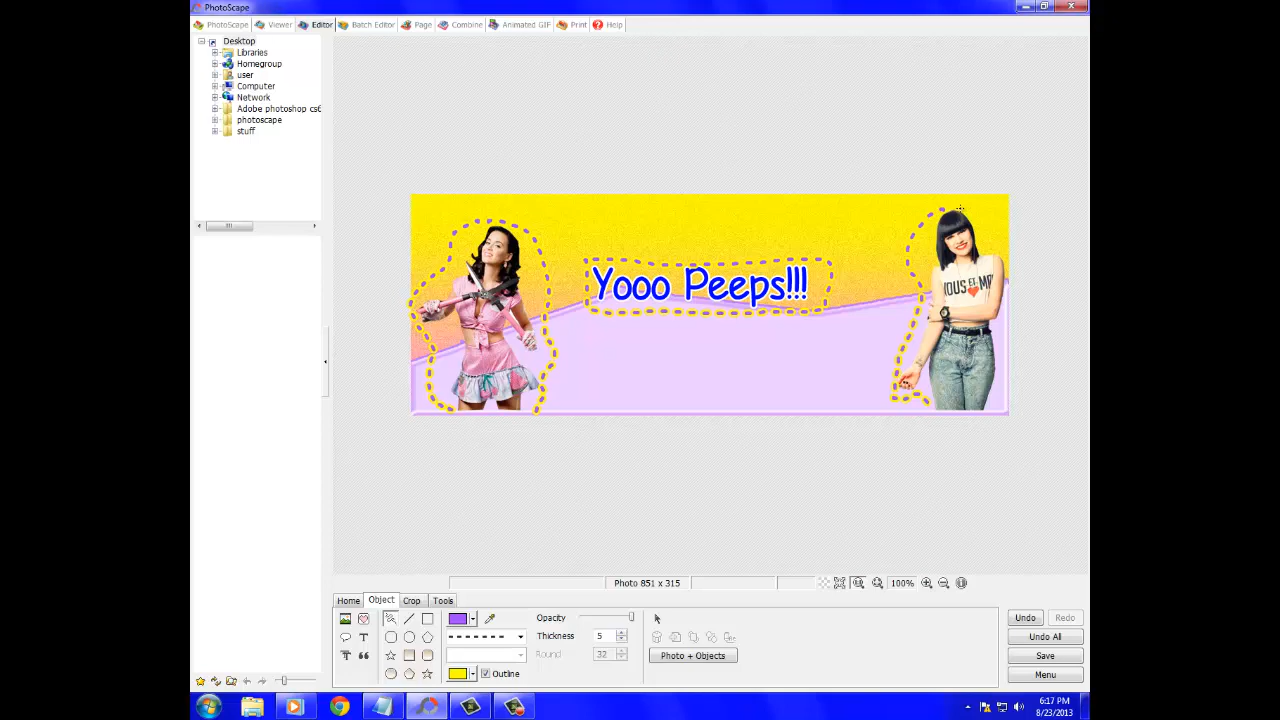 PhotoScape
PhotoScape Viewer Editor Batch Editor Page Combine Animated GIF Print Help
Desktop
Libraries
Homegroup
user
Computer
Network
Adobe photoshop cs6
photoscape
stuff
Yooo Peeps!!!
Photo 851 x 315
100%
Home Object Crop Tools
Opacity
Thickness 5
Round 32
Outline
Photo + Objects
Undo Redo
Undo All
Save
Menu
6:17 PM
8/23/2013